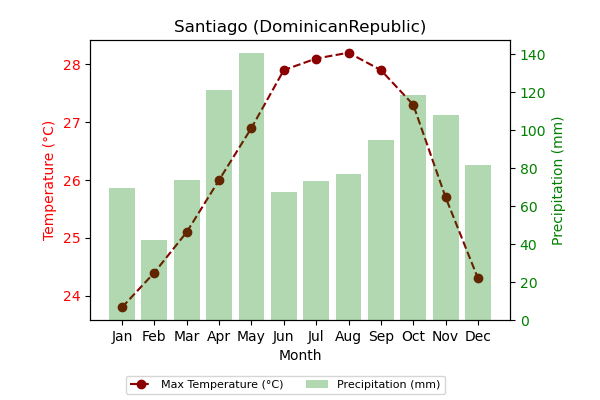 Santiago (DominicanRepublic)
Temperature (°C)
28
27
26
25
24
140
120
100
80
60
40
20
0
Precipitation (mm)
Jan Feb Mar Apr May Jun Jul Aug Sep Oct Nov Dec
Month
Max Temperature (°C) Precipitation (mm)